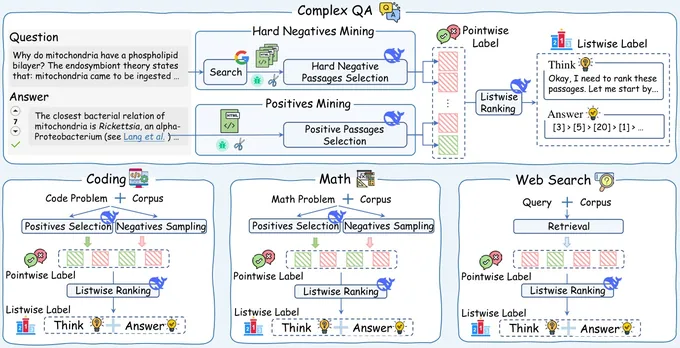 Complex QA
Question
Why do mitochondria have a phospholipid
bilayer? The endosymbiont theory states
that: mitochondria came to be ingested ...
Answer
7
The closest bacterial relation of
mitochondria is Rickettsia, an alpha-
Proteobacterium (see Lang et al. ) ...
Hard Negatives Mining
Search
Hard Negative
Passages Selection
Positives Mining
HTML
Positive Passages
Selection
Pointwise
Label
Listwise
Ranking
Listwise Label
Think
Okay, I need to rank these
passages. Let me start by...
Answer
[3] > [5] > [20] > [1] > ...
Coding
Code Problem + Corpus
Positives Selection
Negatives Sampling
Pointwise Label
Listwise Ranking
Listwise Label
Think + Answer
Math
Math Problem + Corpus
Positives Selection
Negatives Sampling
Pointwise Label
Listwise Ranking
Listwise Label
Think + Answer
Web Search
Query + Corpus
Retrieval
Pointwise Label
Listwise Ranking
Listwise Label
Think + Answer